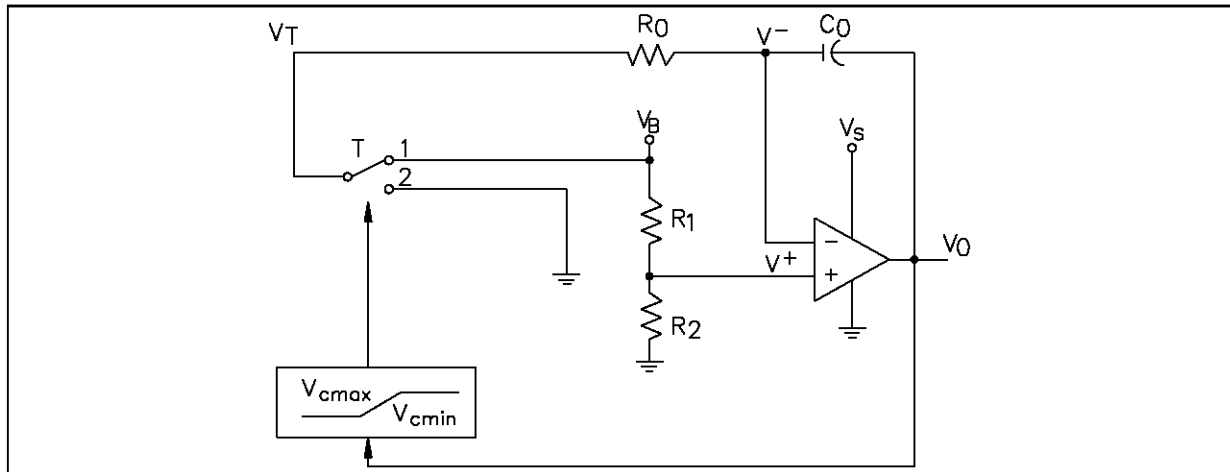 VT
R0
V-
C0
VB
VS
T
1
2
R1
V+
-
+
V0
R2
Vcmax
Vcmin